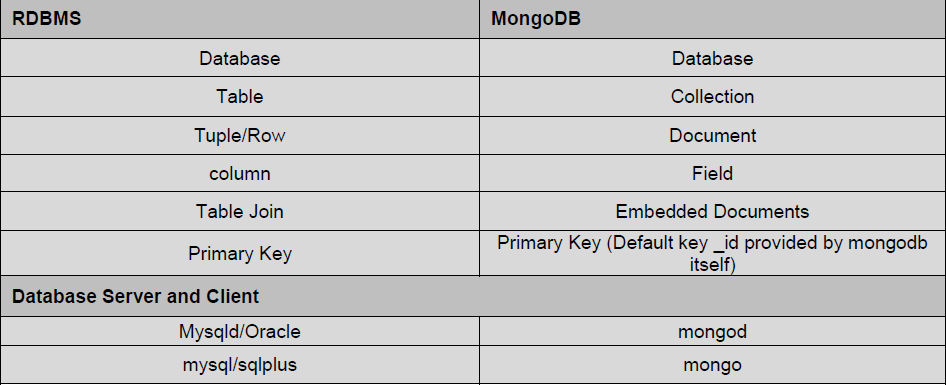 RDBMS MongoDB
Database Database
Table Collection
Tuple/Row Document
column Field
Table Join Embedded Documents
Primary Key Primary Key (Default key _id provided by mongodb
itself)
Database Server and Client
Mysqld/Oracle mongod
mysql/sqlplus mongo